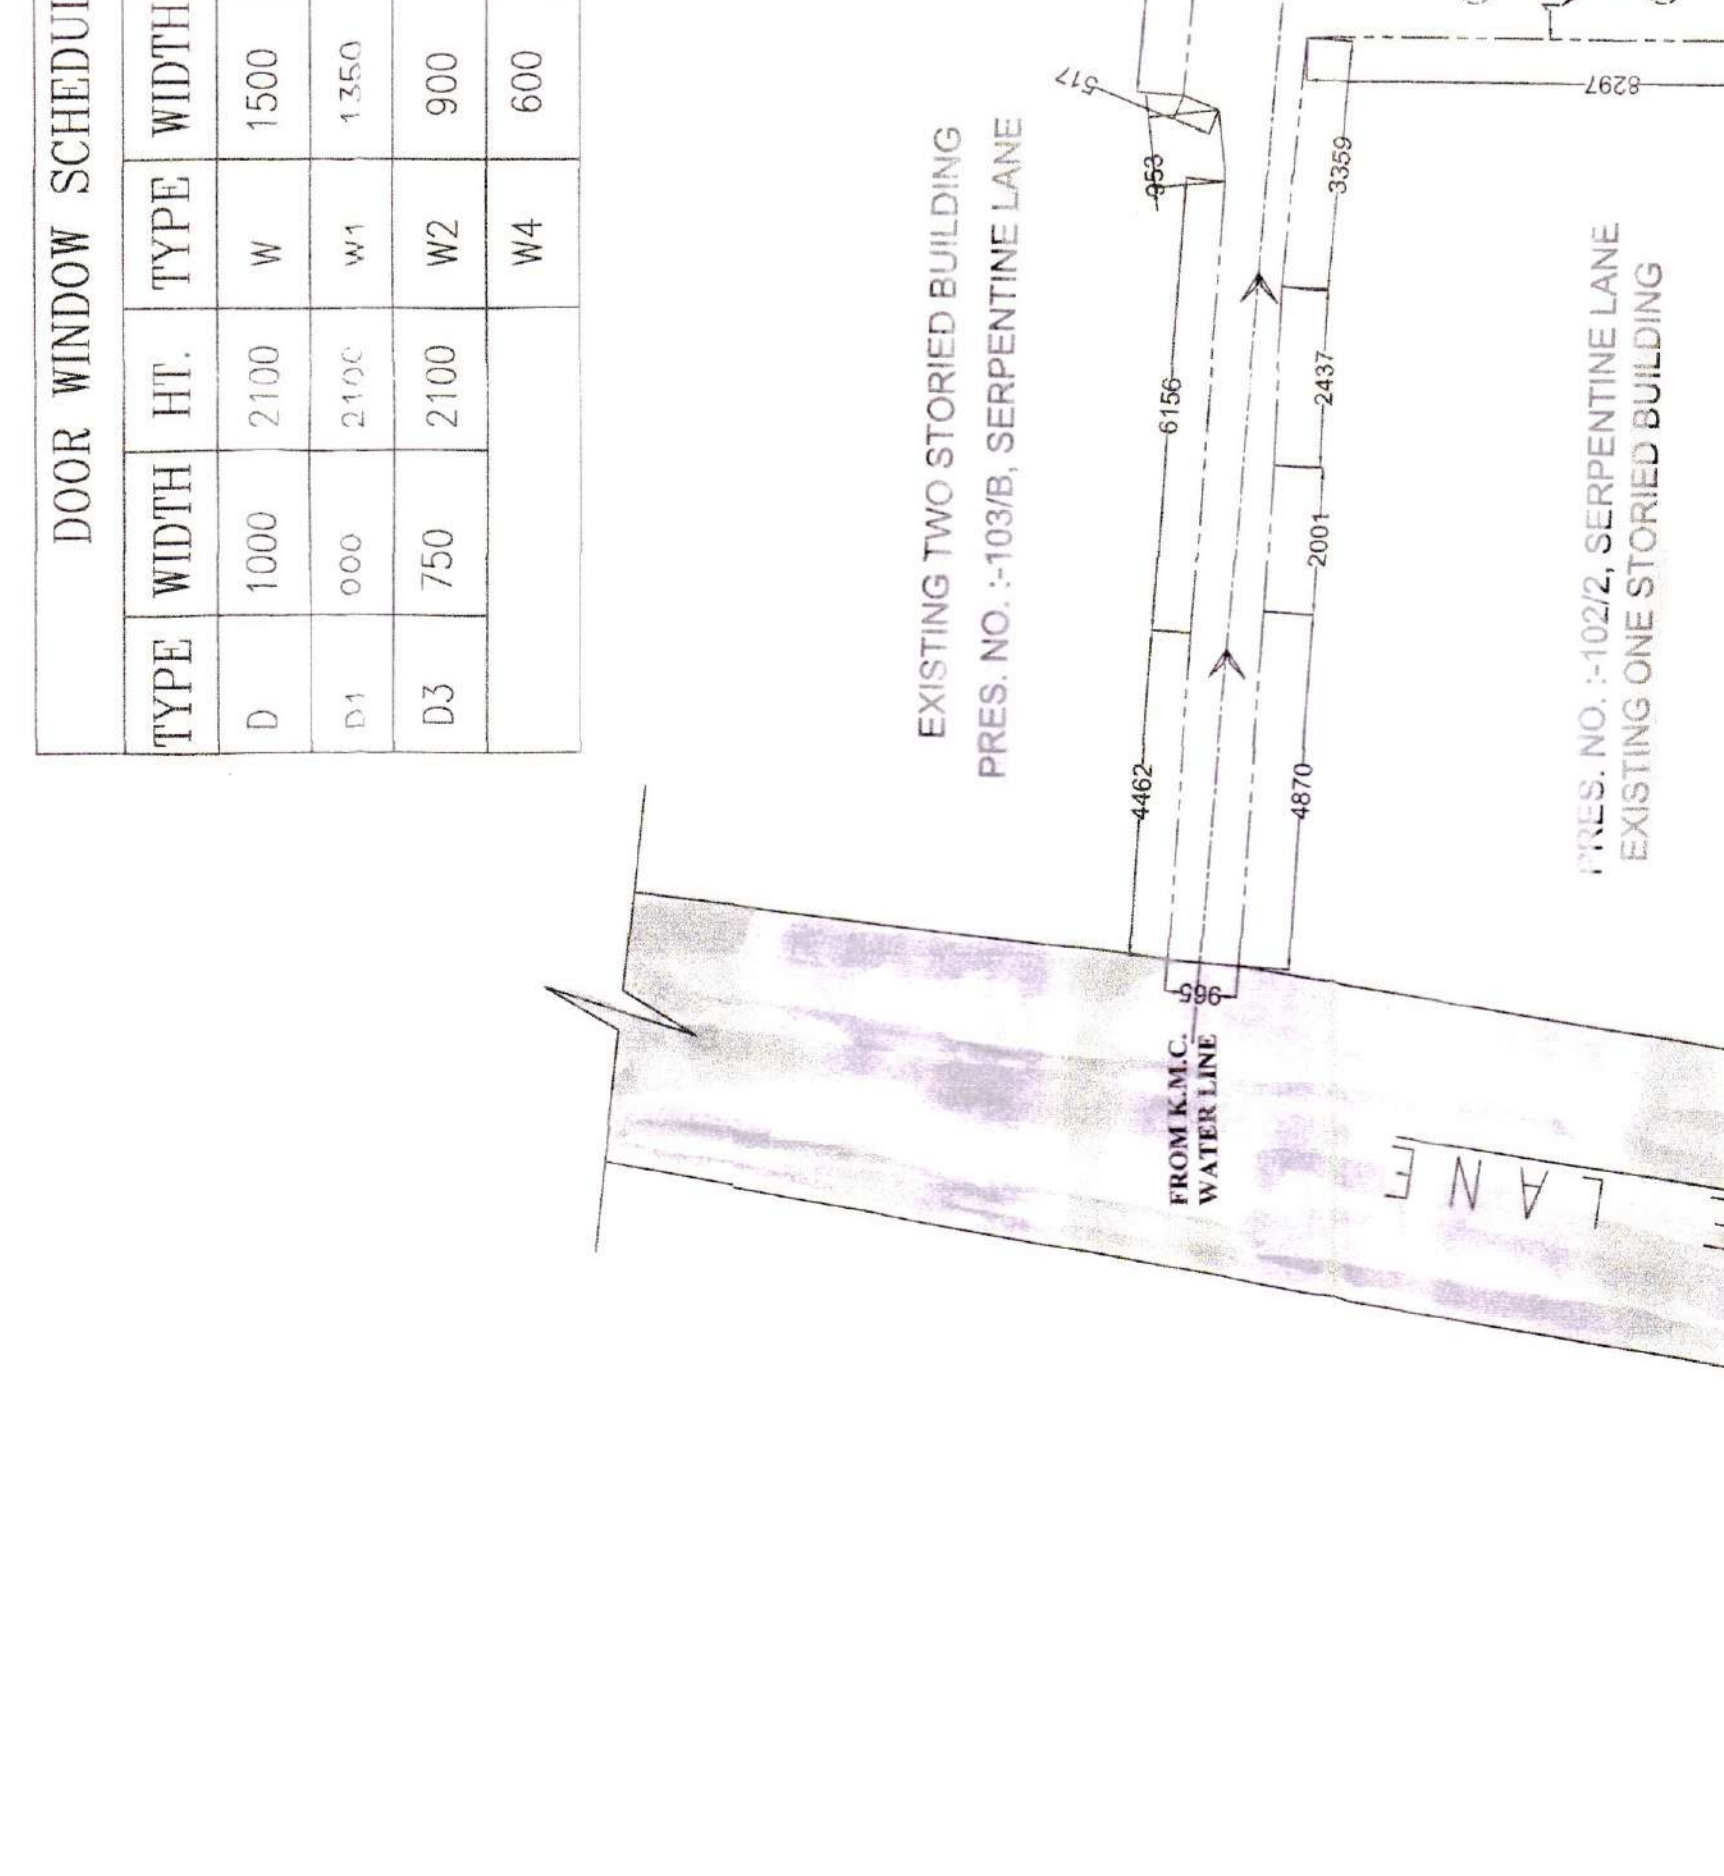 DOOR WINDOW SCHEDUL
TYPE WIDTH HT. TYPE WIDTH
D 1000 2100 W 1500
D1 000 2100 W1 1350
D3 750 2100 W2 900
W4 600
EXISTING TWO STORIED BUILDING
PRES. NO. :-103/B, SERPENTINE LANE
517
953
6156
4462
965
FROM K.M.C.
WATER LINE
4870
2001
2437
3359
8297
PRES. NO. :-102/2, SERPENTINE LANE
EXISTING ONE STORIED BUILDING
LANE